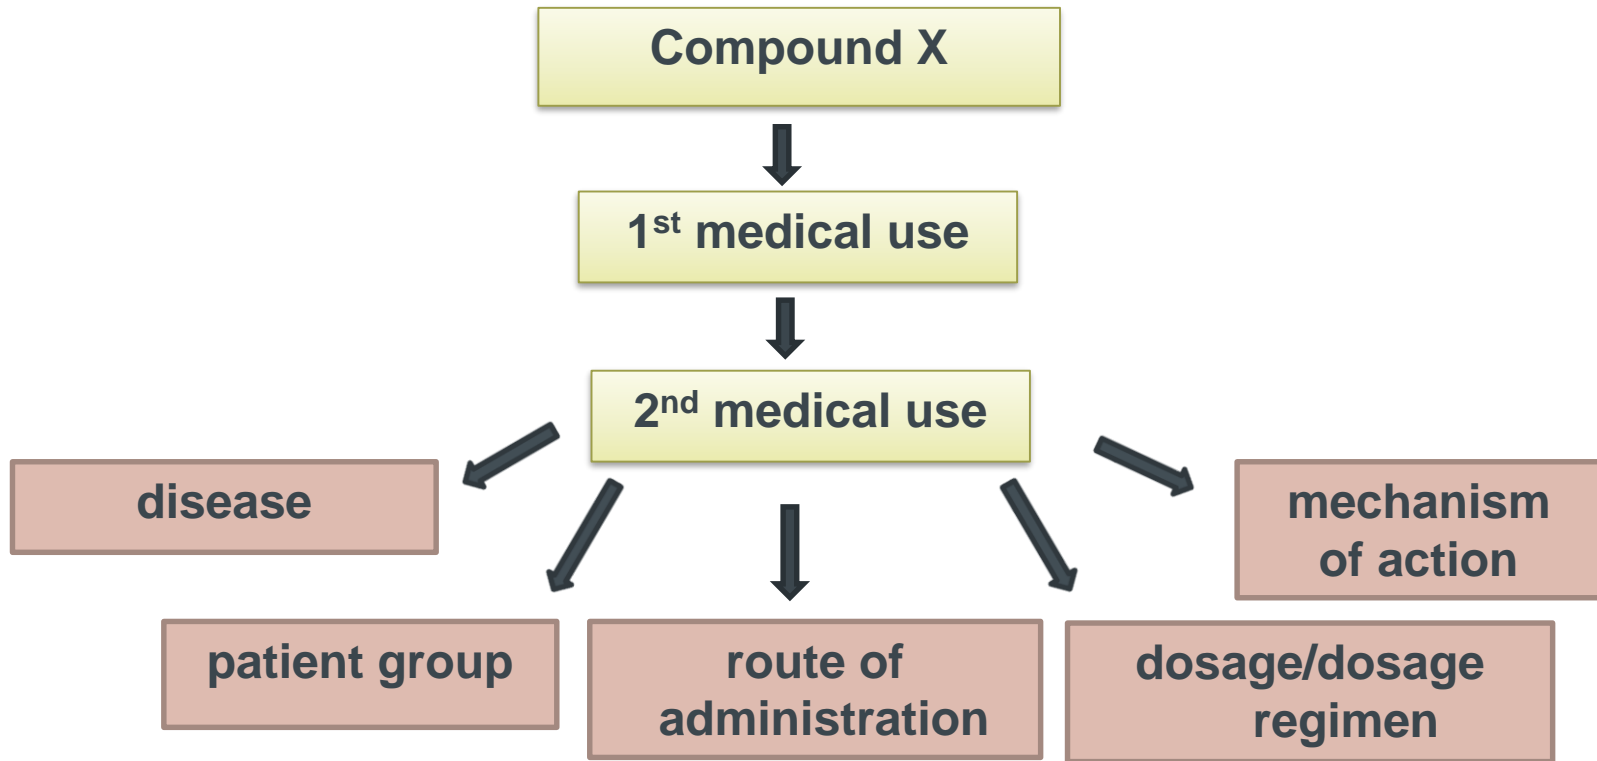 Compound X
1st medical use
2nd medical use
disease
mechanism
of action
patient group
route of
administration
dosage/dosage
regimen